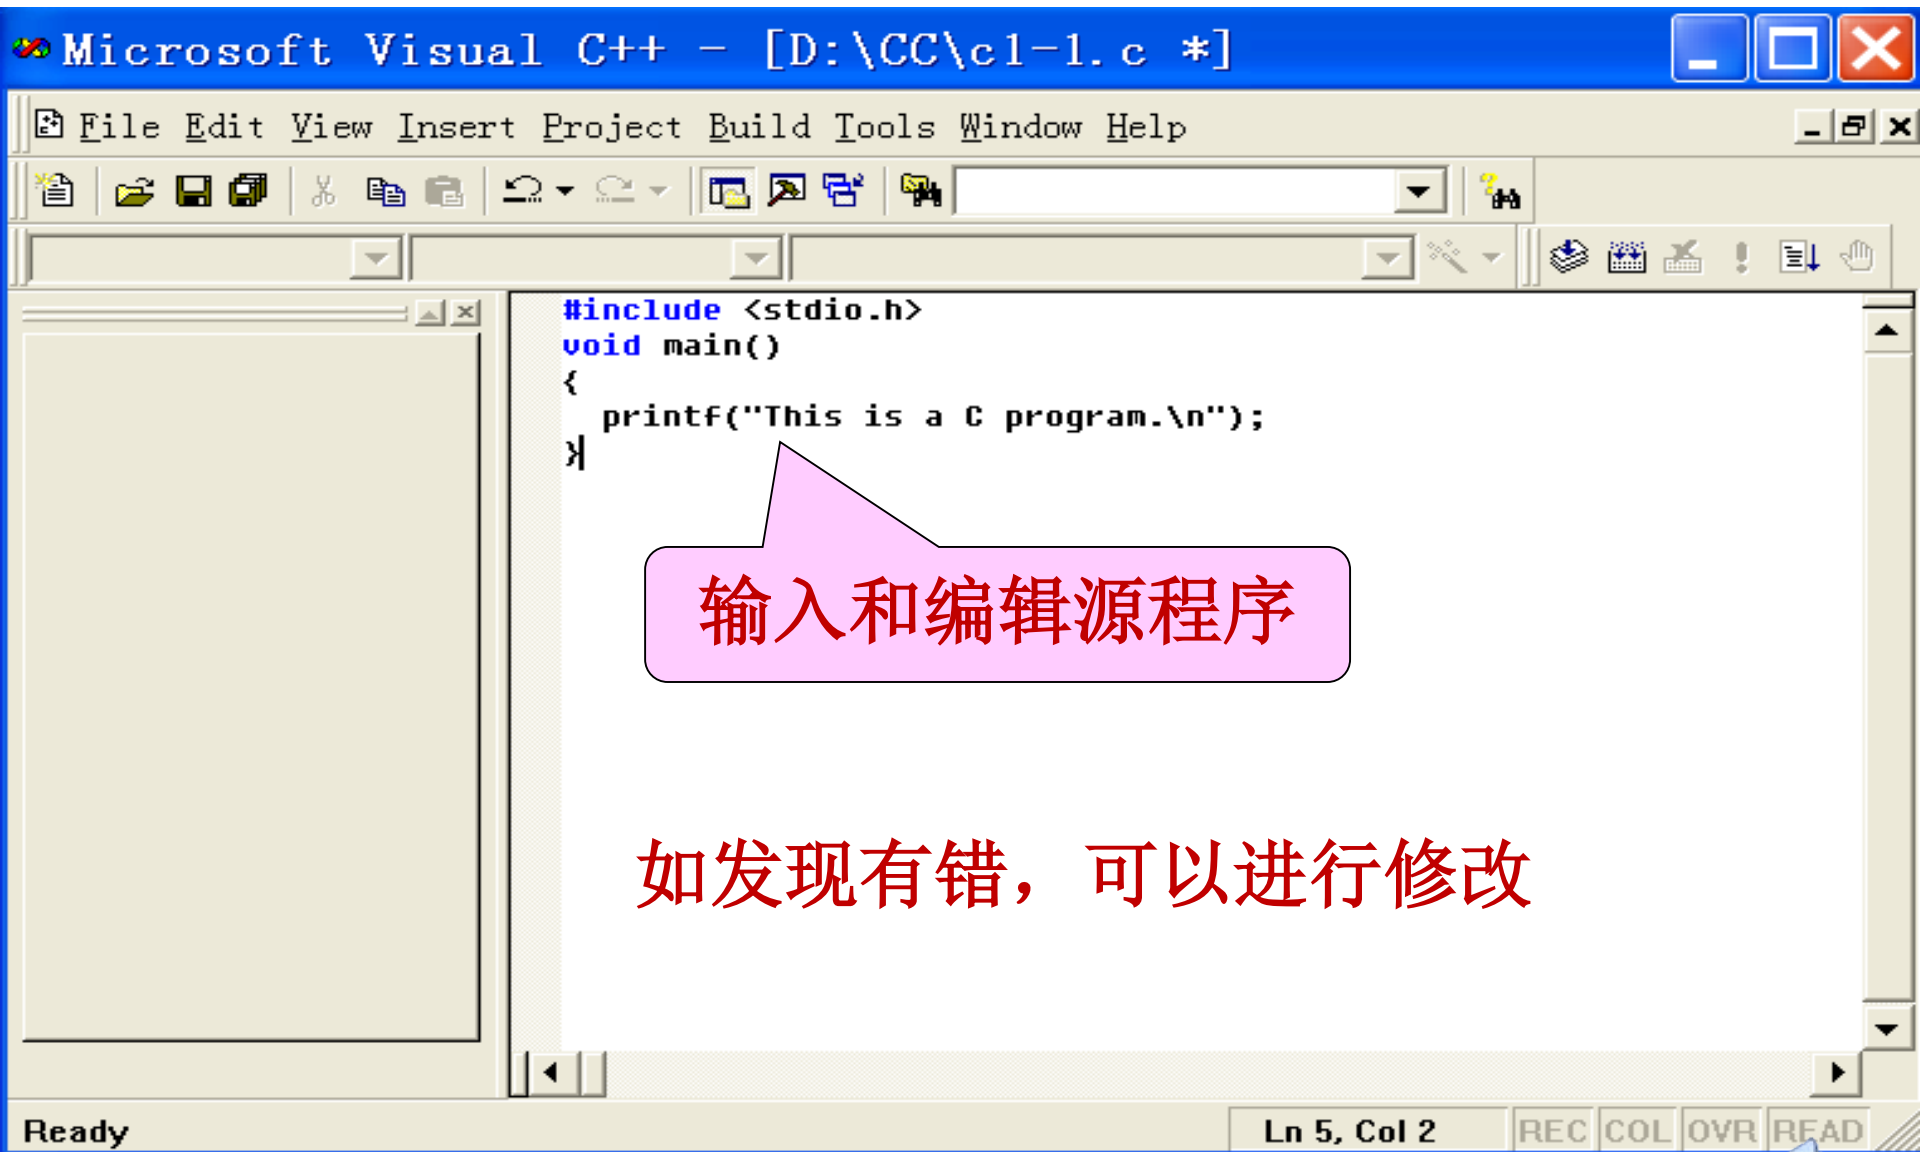 Microsoft Visual C++ - [D:\CC\c1-1.c *]
File Edit View Insert Project Build Tools Window Help
#include <stdio.h>
void main()
{
  printf("This is a C program.\n");
}
输入和编辑源程序
如发现有错，可以进行修改
Ready
Ln 5, Col 2
REC COL OVR READ